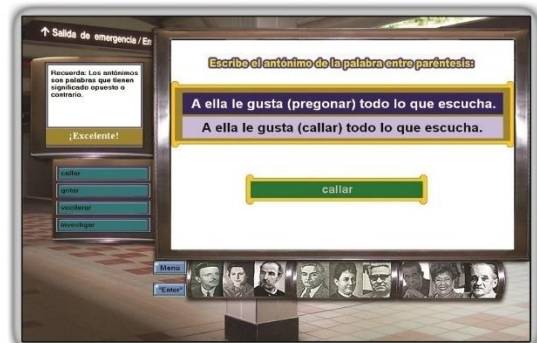 ↑ Salida de emergencia / En
Recuerda: Los antónimos
son palabras que tienen
significado opuesto o
contrario.
¡Excelente!
callar
gritar
vociferar
investigar
Escribe el antónimo de la palabra entre paréntesis:
A ella le gusta (pregonar) todo lo que escucha.
A ella le gusta (callar) todo lo que escucha.
callar
Menú
"Enter"